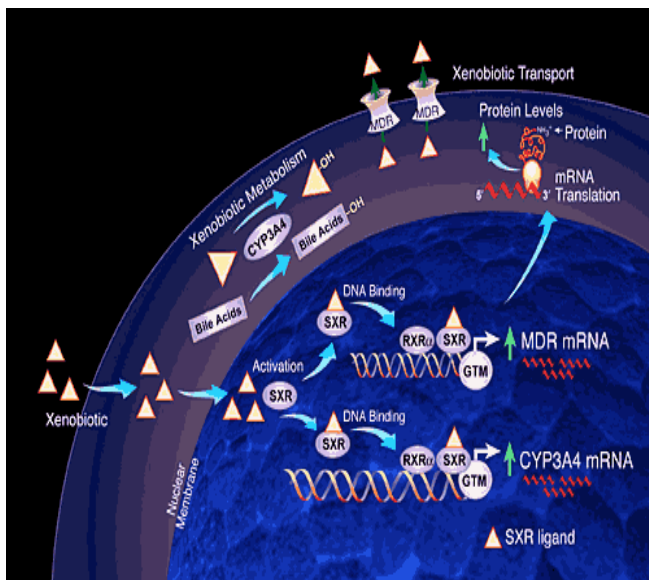 Xenobiotic Transport
MDR
MDR
Protein Levels
NH₂⁺
Protein
mRNA
Translation
5'
3'
Xenobiotic Metabolism
-OH
CYP3A4
Bile Acids
-OH
Bile Acids
DNA Binding
SXR
RXRα
SXR
GTM
MDR mRNA
Activation
SXR
Xenobiotic
DNA Binding
SXR
RXRα
SXR
GTM
CYP3A4 mRNA
Nuclear
Membrane
SXR ligand